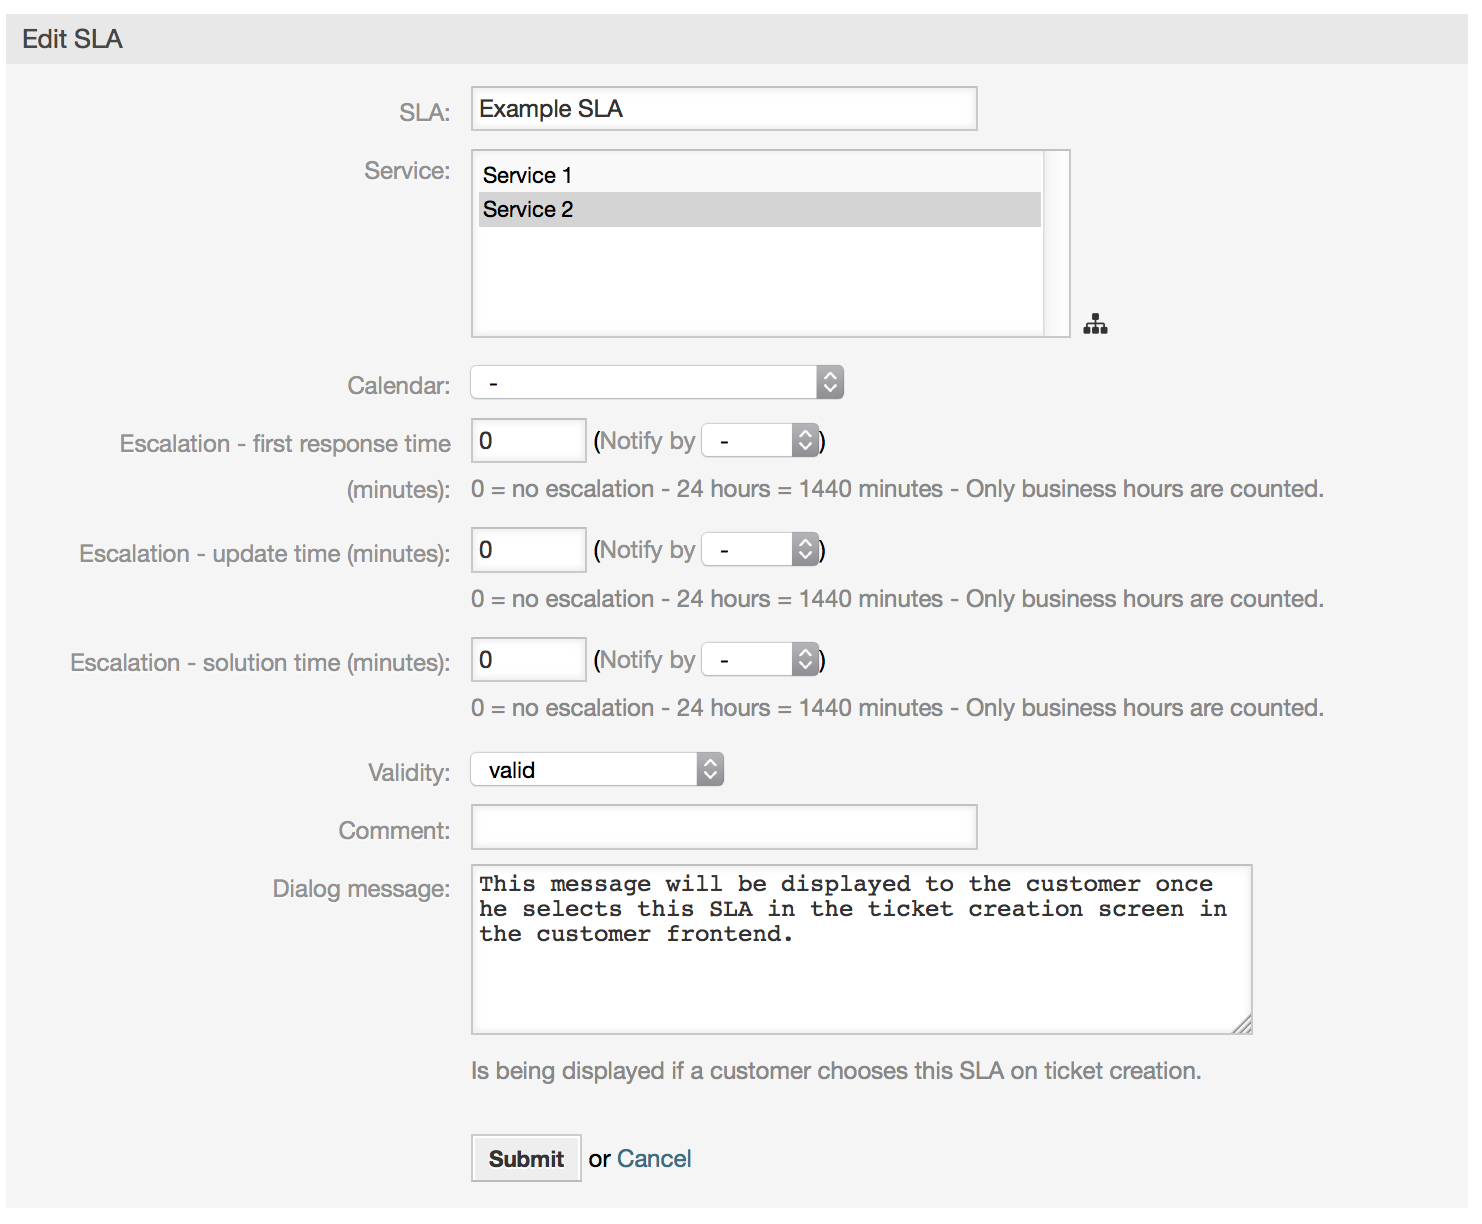 Edit SLA
SLA: Example SLA
Service: Service 1
Service 2
Calendar: -
Escalation - first response time 0 (Notify by -)
(minutes): 0 = no escalation - 24 hours = 1440 minutes - Only business hours are counted.
Escalation - update time (minutes): 0 (Notify by -)
0 = no escalation - 24 hours = 1440 minutes - Only business hours are counted.
Escalation - solution time (minutes): 0 (Notify by -)
0 = no escalation - 24 hours = 1440 minutes - Only business hours are counted.
Validity: valid
Comment:
Dialog message: This message will be displayed to the customer once
he selects this SLA in the ticket creation screen in
the customer frontend.
Is being displayed if a customer chooses this SLA on ticket creation.
Submit or Cancel